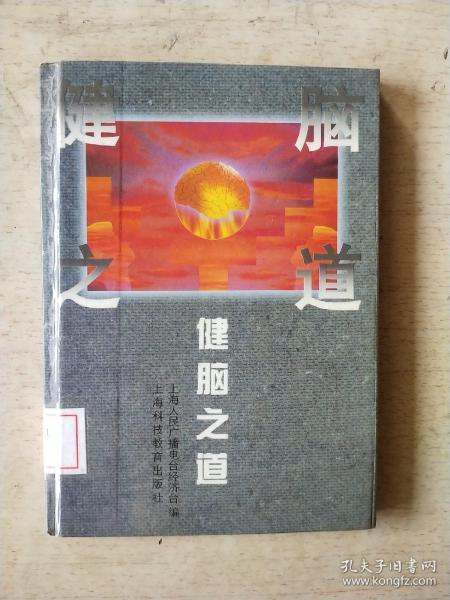 健脑
之道
健脑之道
上海人民广播电台经济台 编
上海科技教育出版社
孔夫子旧书网
www.kongfz.com